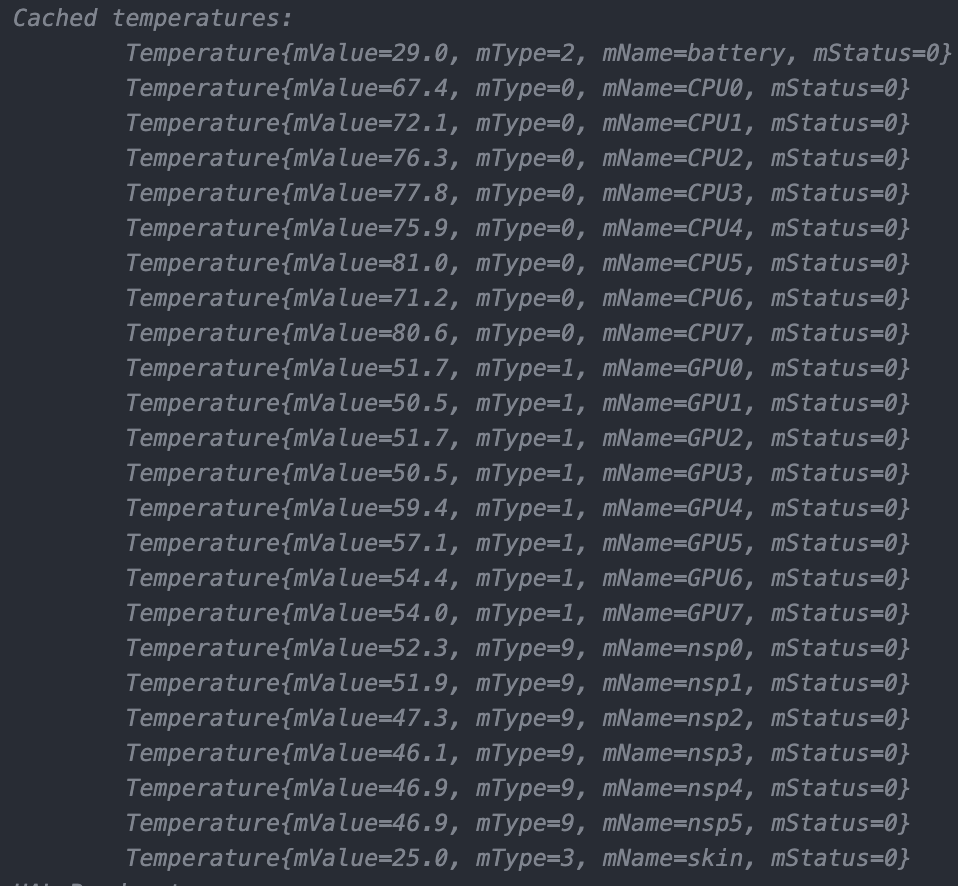 Cached temperatures:
Temperature{mValue=29.0, mType=2, mName=battery, mStatus=0}
Temperature{mValue=67.4, mType=0, mName=CPU0, mStatus=0}
Temperature{mValue=72.1, mType=0, mName=CPU1, mStatus=0}
Temperature{mValue=76.3, mType=0, mName=CPU2, mStatus=0}
Temperature{mValue=77.8, mType=0, mName=CPU3, mStatus=0}
Temperature{mValue=75.9, mType=0, mName=CPU4, mStatus=0}
Temperature{mValue=81.0, mType=0, mName=CPU5, mStatus=0}
Temperature{mValue=71.2, mType=0, mName=CPU6, mStatus=0}
Temperature{mValue=80.6, mType=0, mName=CPU7, mStatus=0}
Temperature{mValue=51.7, mType=1, mName=GPU0, mStatus=0}
Temperature{mValue=50.5, mType=1, mName=GPU1, mStatus=0}
Temperature{mValue=51.7, mType=1, mName=GPU2, mStatus=0}
Temperature{mValue=50.5, mType=1, mName=GPU3, mStatus=0}
Temperature{mValue=59.4, mType=1, mName=GPU4, mStatus=0}
Temperature{mValue=57.1, mType=1, mName=GPU5, mStatus=0}
Temperature{mValue=54.4, mType=1, mName=GPU6, mStatus=0}
Temperature{mValue=54.0, mType=1, mName=GPU7, mStatus=0}
Temperature{mValue=52.3, mType=9, mName=nsp0, mStatus=0}
Temperature{mValue=51.9, mType=9, mName=nsp1, mStatus=0}
Temperature{mValue=47.3, mType=9, mName=nsp2, mStatus=0}
Temperature{mValue=46.1, mType=9, mName=nsp3, mStatus=0}
Temperature{mValue=46.9, mType=9, mName=nsp4, mStatus=0}
Temperature{mValue=46.9, mType=9, mName=nsp5, mStatus=0}
Temperature{mValue=25.0, mType=3, mName=skin, mStatus=0}